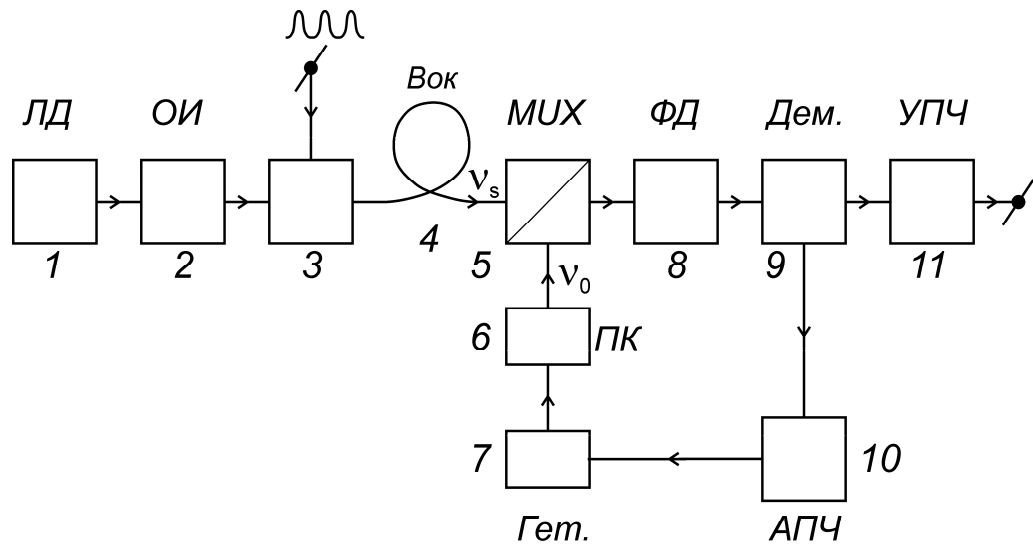 Вок
ЛД ОИ MUX ФД Дем. УПЧ
νs
1 2 3 4 5 8 9 11
ν0
6 ПК
7 10
Гет. АПЧ